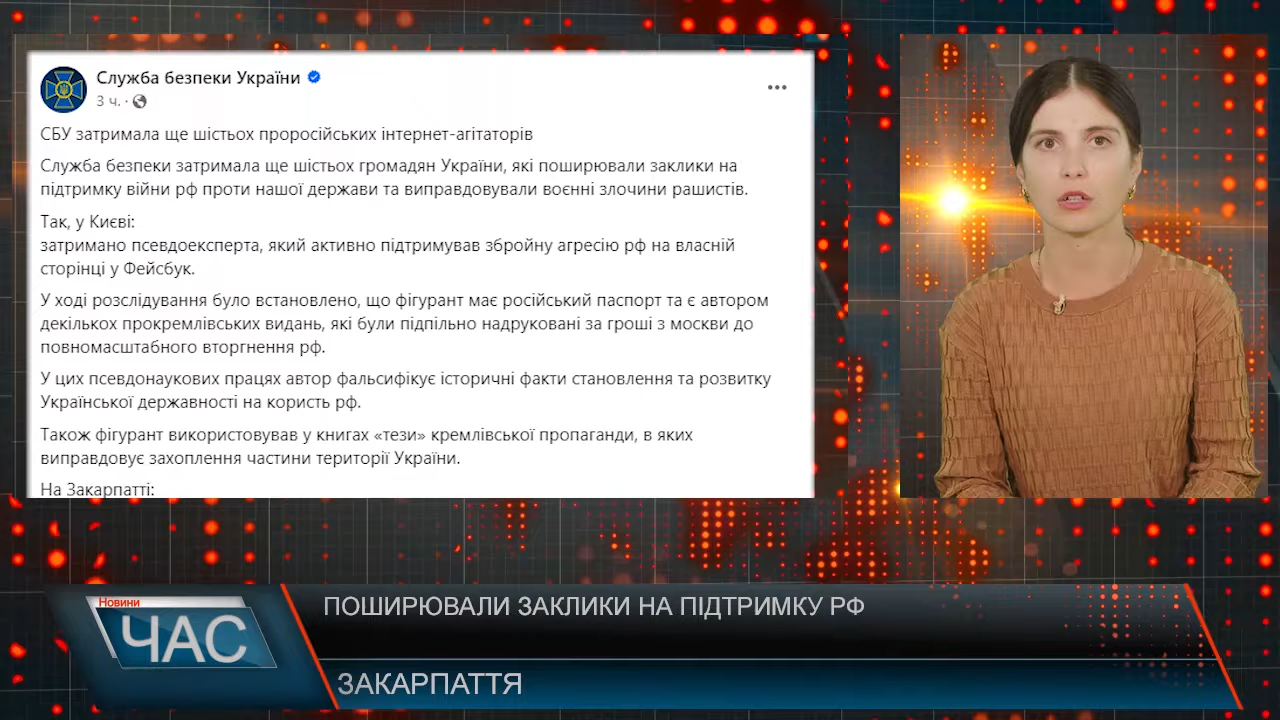 Служба безпеки України
3 ч. ·
СБУ затримала ще шістьох проросійських інтернет-агітаторів
Служба безпеки затримала ще шістьох громадян України, які поширювали заклики на
підтримку війни рф проти нашої держави та виправдовували воєнні злочини рашистів.
Так, у Києві:
затримано псевдоексперта, який активно підтримував збройну агресію рф на власній
сторінці у Фейсбук.
У ході розслідування було встановлено, що фігурант має російський паспорт та є автором
декількох прокремлівських видань, які були підпільно надруковані за гроші з москви до
повномасштабного вторгнення рф.
У цих псевдонаукових працях автор фальсифікує історичні факти становлення та розвитку
Української державності на користь рф.
Також фігурант використовував у книгах «тези» кремлівської пропаганди, в яких
виправдовує захоплення частини території України.
На Закарпатті:
Новини
ЧАС
ПОШИРЮВАЛИ ЗАКЛИКИ НА ПІДТРИМКУ РФ
ЗАКАРПАТТЯ